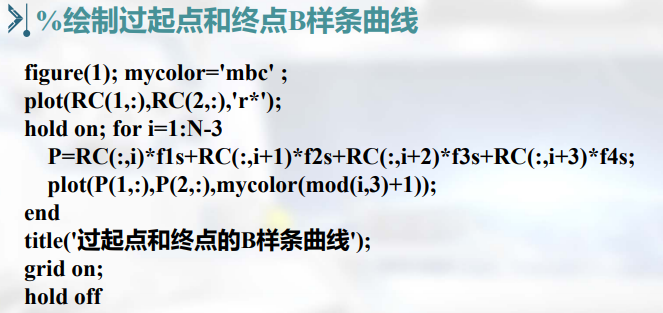 %绘制过起点和终点B样条曲线
figure(1); mycolor='mbc' ;
plot(RC(1,:),RC(2,:),'r*');
hold on; for i=1:N-3
P=RC(:,i)*f1s+RC(:,i+1)*f2s+RC(:,i+2)*f3s+RC(:,i+3)*f4s;
plot(P(1,:),P(2,:),mycolor(mod(i,3)+1));
end
title('过起点和终点的B样条曲线');
grid on;
hold off